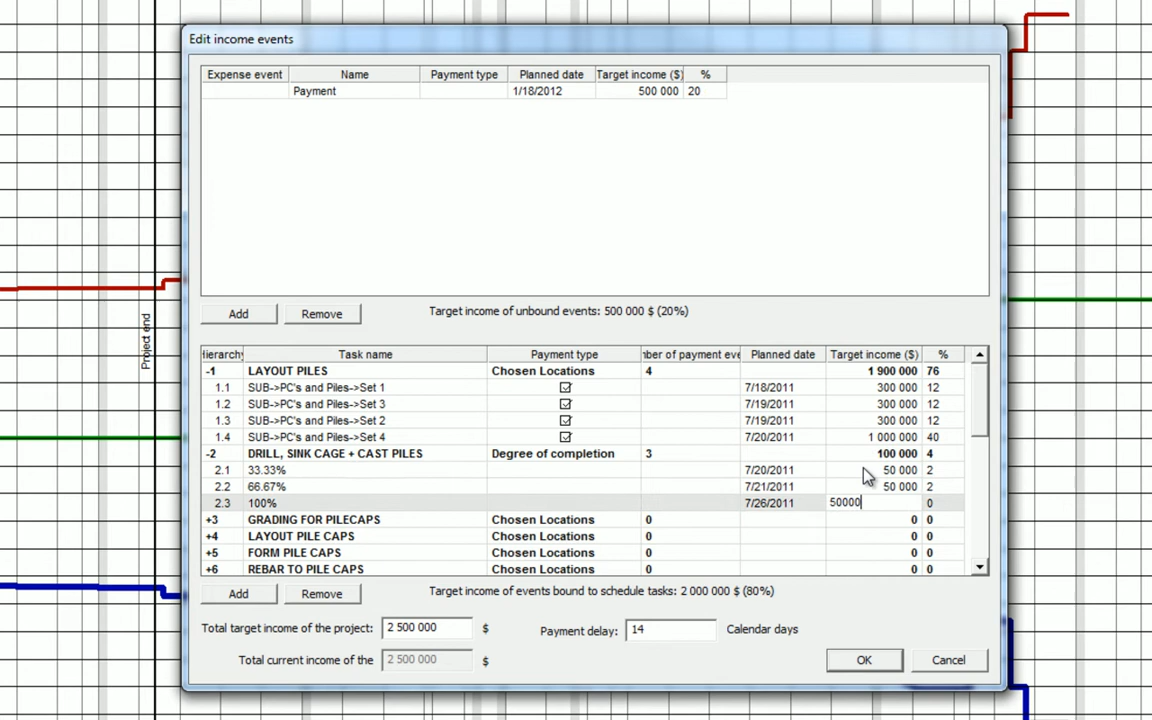 Edit income events
Expense event Name Payment type Planned date Target income ($) %
Payment 1/18/2012 500 000 20
Project end
Add Remove Target income of unbound events: 500 000 $ (20%)
Hierarchy Task name Payment type ber of payment eve Planned date Target income ($) %
-1 LAYOUT PILES Chosen Locations 4 1 900 000 76
1.1 SUB->PC's and Piles->Set 1 7/18/2011 300 000 12
1.2 SUB->PC's and Piles->Set 3 7/19/2011 300 000 12
1.3 SUB->PC's and Piles->Set 2 7/19/2011 300 000 12
1.4 SUB->PC's and Piles->Set 4 7/20/2011 1 000 000 40
-2 DRILL, SINK CAGE + CAST PILES Degree of completion 3 100 000 4
2.1 33.33% 7/20/2011 50 000 2
2.2 66.67% 7/21/2011 50 000 2
2.3 100% 7/26/2011 50000 0
+3 GRADING FOR PILECAPS Chosen Locations 0 0 0
+4 LAYOUT PILE CAPS Chosen Locations 0 0 0
+5 FORM PILE CAPS Chosen Locations 0 0 0
+6 REBAR TO PILE CAPS Chosen Locations 0 0 0
Add Remove Target income of events bound to schedule tasks: 2 000 000 $ (80%)
Total target income of the project: 2 500 000 $ Payment delay: 14 Calendar days
Total current income of the 2 500 000 $ OK Cancel